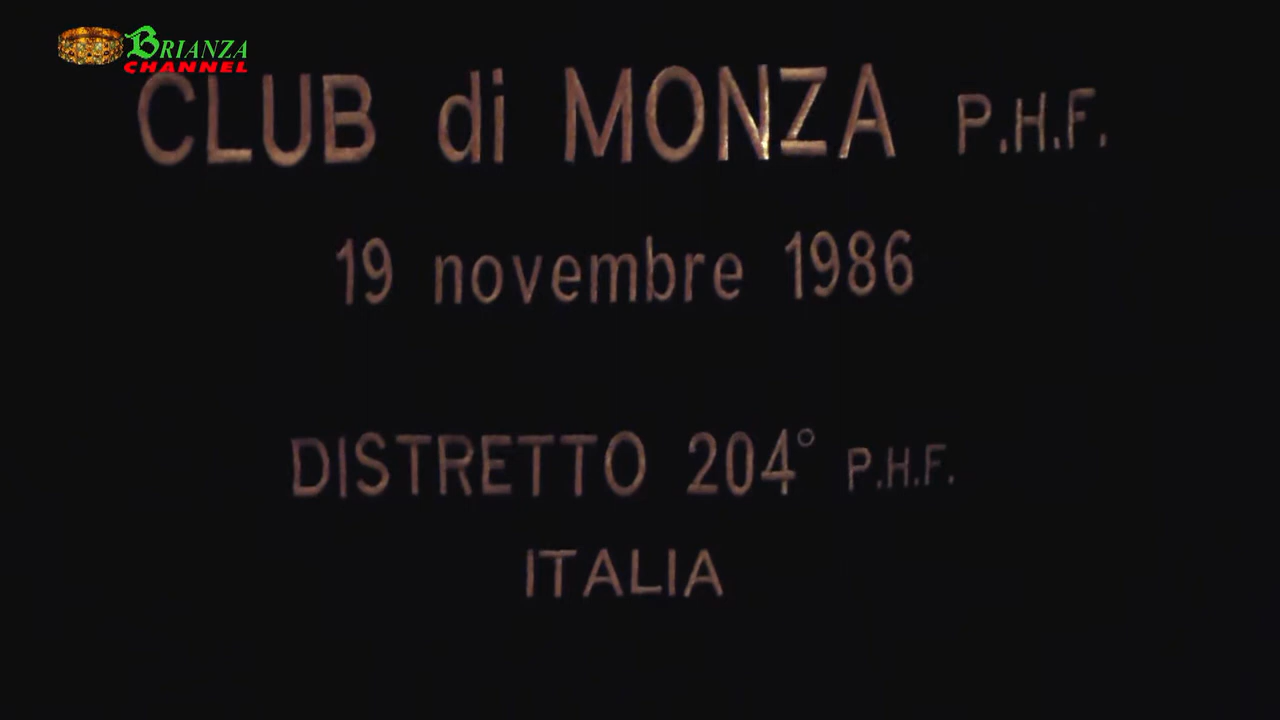 BRIANZA
CHANNEL
CLUB di MONZA P.H.F.
19 novembre 1986
DISTRETTO 204° P.H.F.
ITALIA